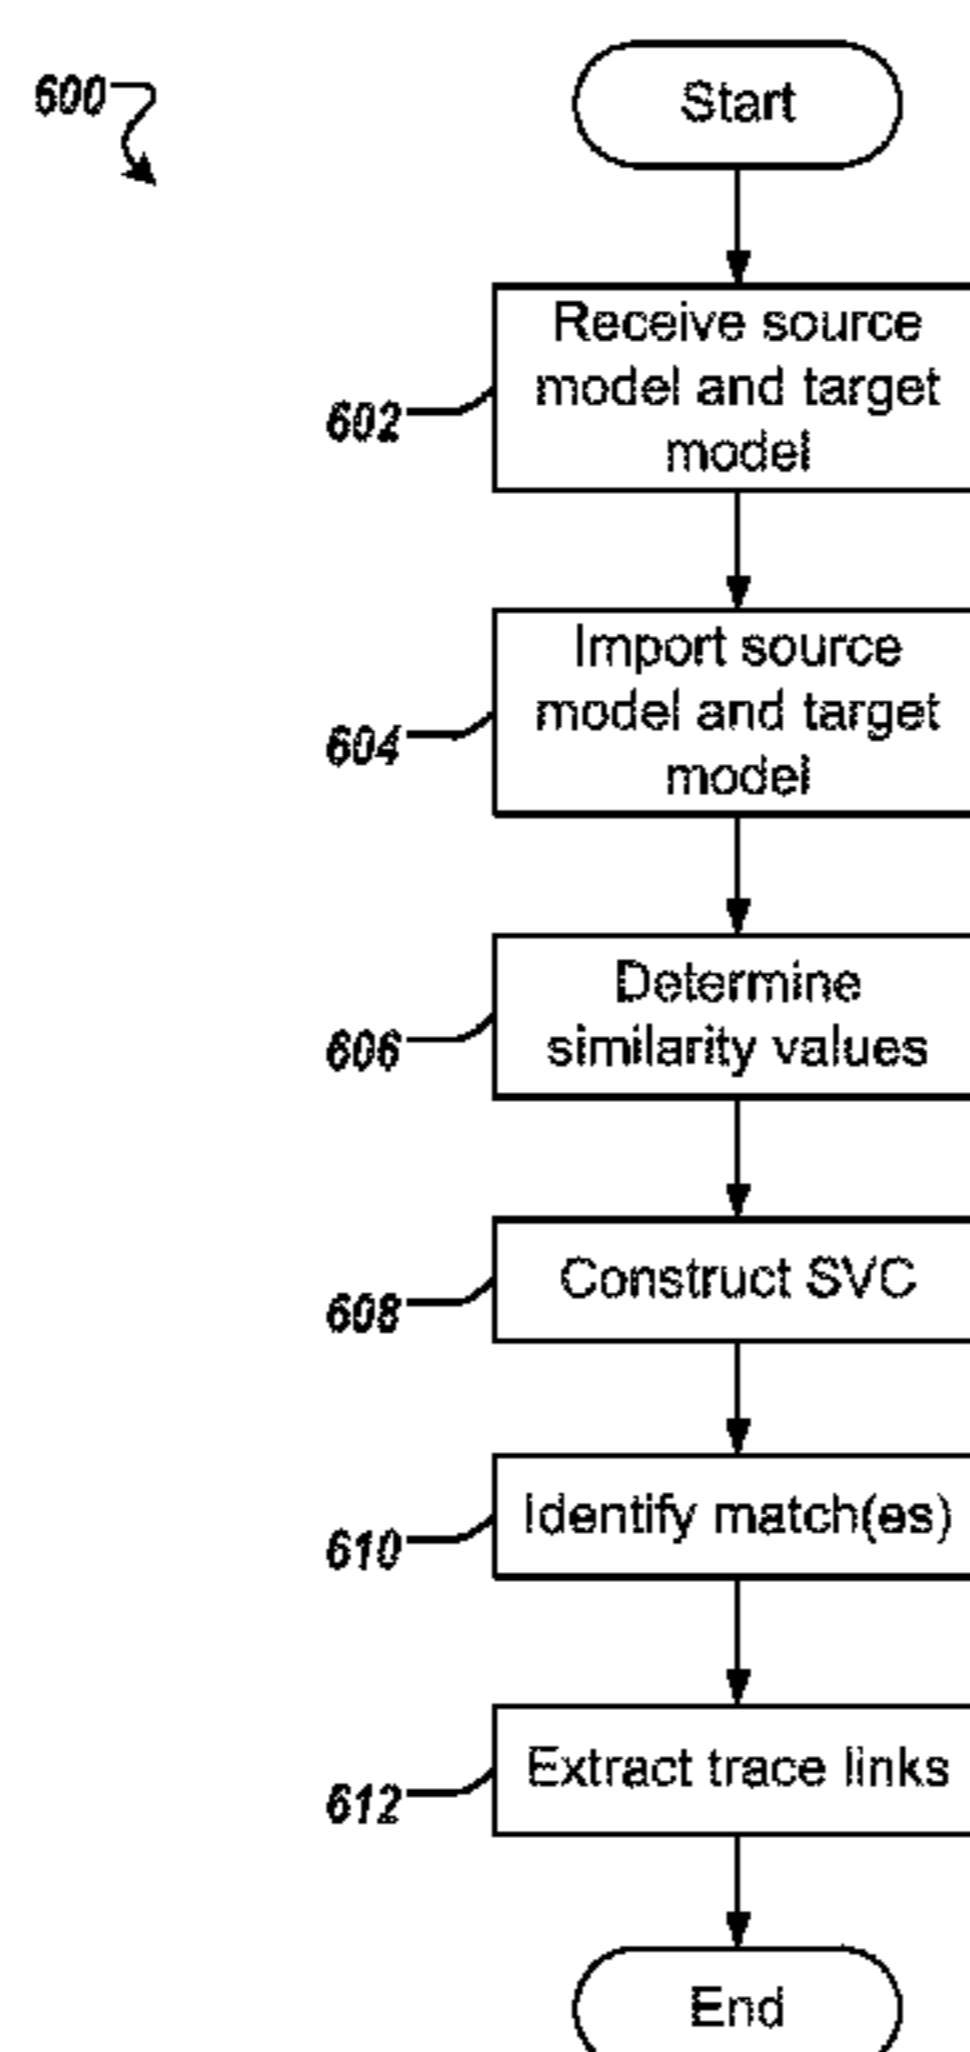 600
Start
Receive source
model and target
model
602
Import source
model and target
model
604
Determine
similarity values
606
Construct SVC
608
Identify match(es)
610
Extract trace links
612
End